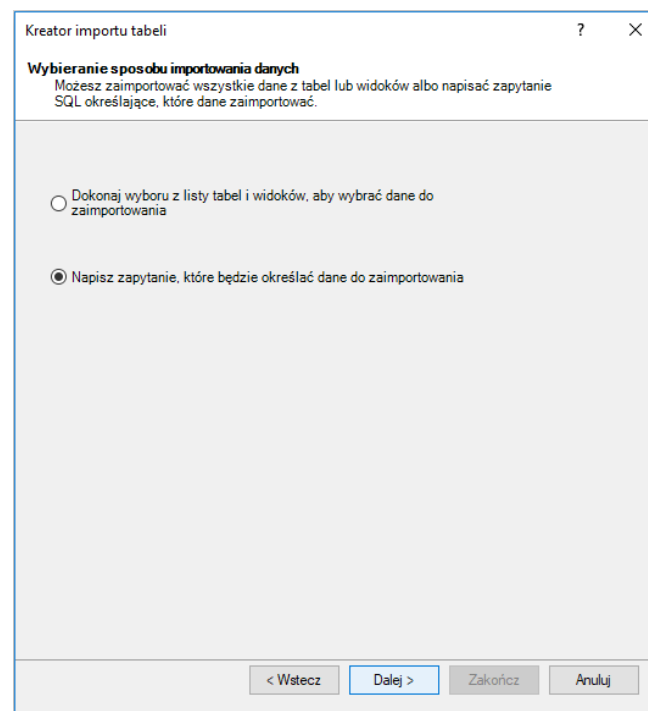 Kreator importu tabeli ? ×
Wybieranie sposobu importowania danych
Możesz zaimportować wszystkie dane z tabel lub widoków albo napisać zapytanie
SQL określające, które dane zaimportować.
Dokonaj wyboru z listy tabel i widoków, aby wybrać dane do
zaimportowania
Napisz zapytanie, które będzie określać dane do zaimportowania
< Wstecz Dalej > Zakończ Anuluj